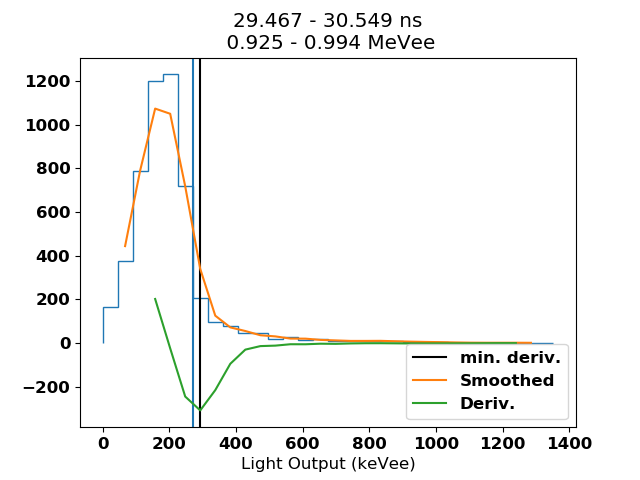 29.467 - 30.549 ns
0.925 - 0.994 MeVee
1200
1000
800
600
400
200
0
−200
min. deriv.
Smoothed
Deriv.
0 200 400 600 800 1000 1200 1400
Light Output (keVee)